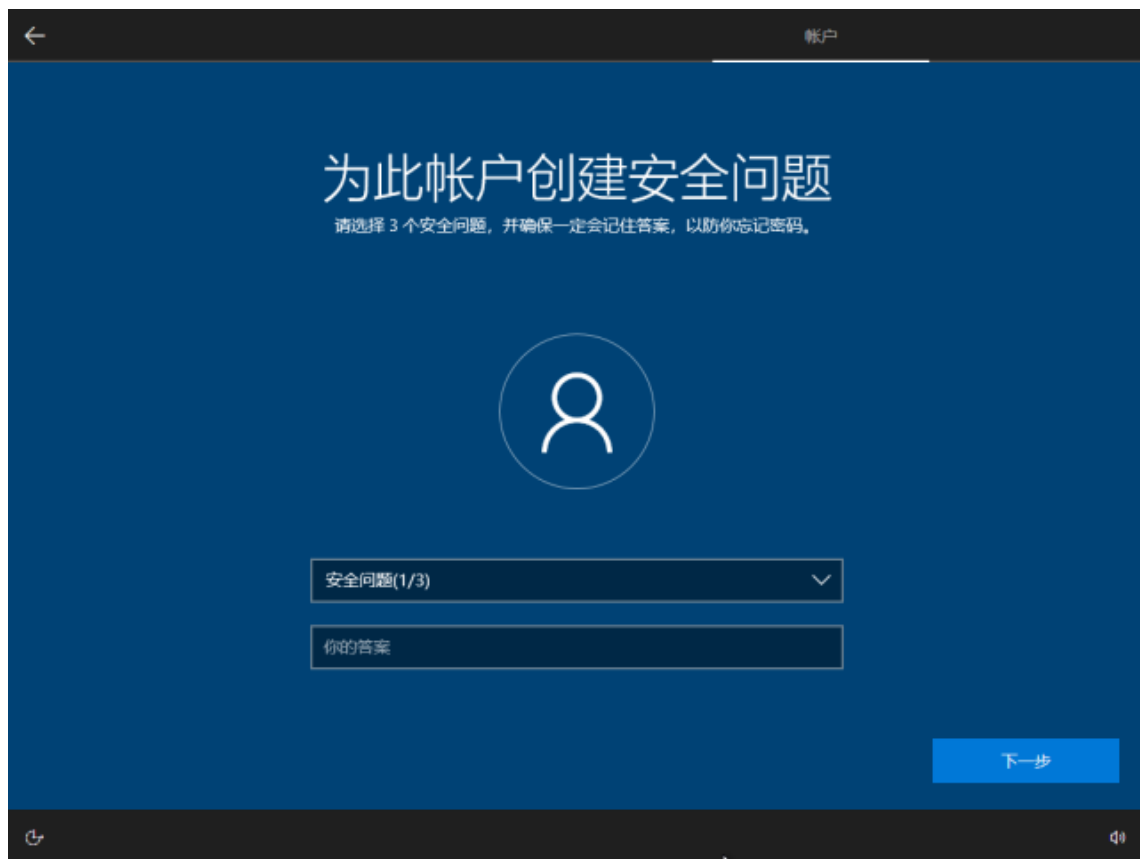 帐户
为此帐户创建安全问题
请选择 3 个安全问题，并确保一定会记住答案，以防你忘记密码。
安全问题(1/3)
你的答案
下一步